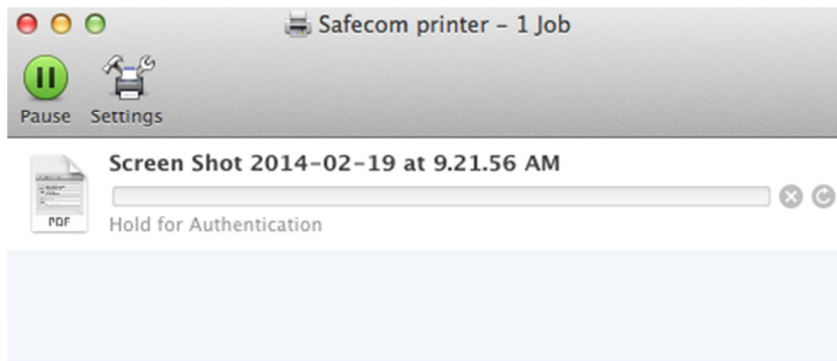 Safecom printer – 1 Job
Pause Settings
Screen Shot 2014-02-19 at 9.21.56 AM
PDF
Hold for Authentication